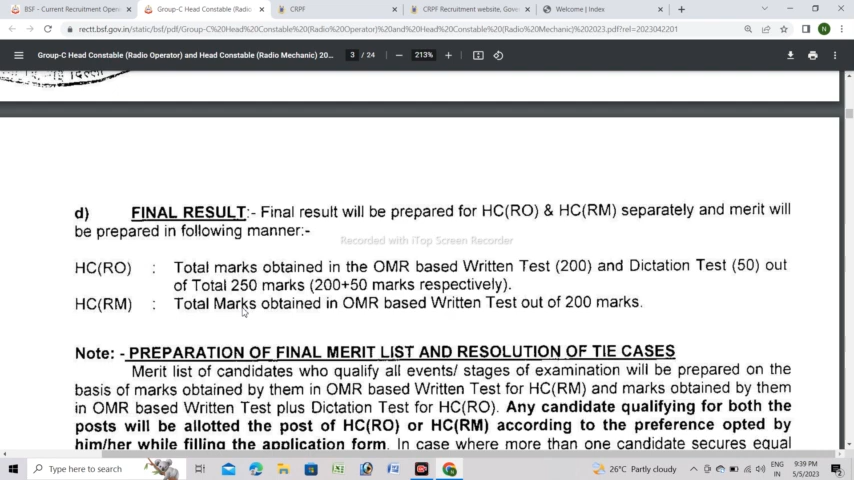 BSF - Current Recruitment Open
Group-C Head Constable (Radio
CRPF
CRPF Recruitment website, Gove
Welcome | Index
rectt.bsf.gov.in/static/bsf/pdf/Group-C%20Head%20Constable%20(Radio%20Operator)%20and%20Head%20Constable%20(Radio%20Mechanic)%202023.pdf?rel=2023042201
N
Group-C Head Constable (Radio Operator) and Head Constable (Radio Mechanic) 20...
3 / 24
213%
d) FINAL RESULT:- Final result will be prepared for HC(RO) & HC(RM) separately and merit will
be prepared in following manner:-
Recorded with iTop Screen Recorder
HC(RO) : Total marks obtained in the OMR based Written Test (200) and Dictation Test (50) out
of Total 250 marks (200+50 marks respectively).
HC(RM) : Total Marks obtained in OMR based Written Test out of 200 marks.
Note: - PREPARATION OF FINAL MERIT LIST AND RESOLUTION OF TIE CASES
Merit list of candidates who qualify all events/ stages of examination will be prepared on the
basis of marks obtained by them in OMR based Written Test for HC(RM) and marks obtained by them
in OMR based Written Test plus Dictation Test for HC(RO). Any candidate qualifying for both the
posts will be allotted the post of HC(RO) or HC(RM) according to the preference opted by
him/her while filling the application form. In case where more than one candidate secures equal
Type here to search
26°C Partly cloudy
ENG
IN
9:39 PM
5/5/2023
2